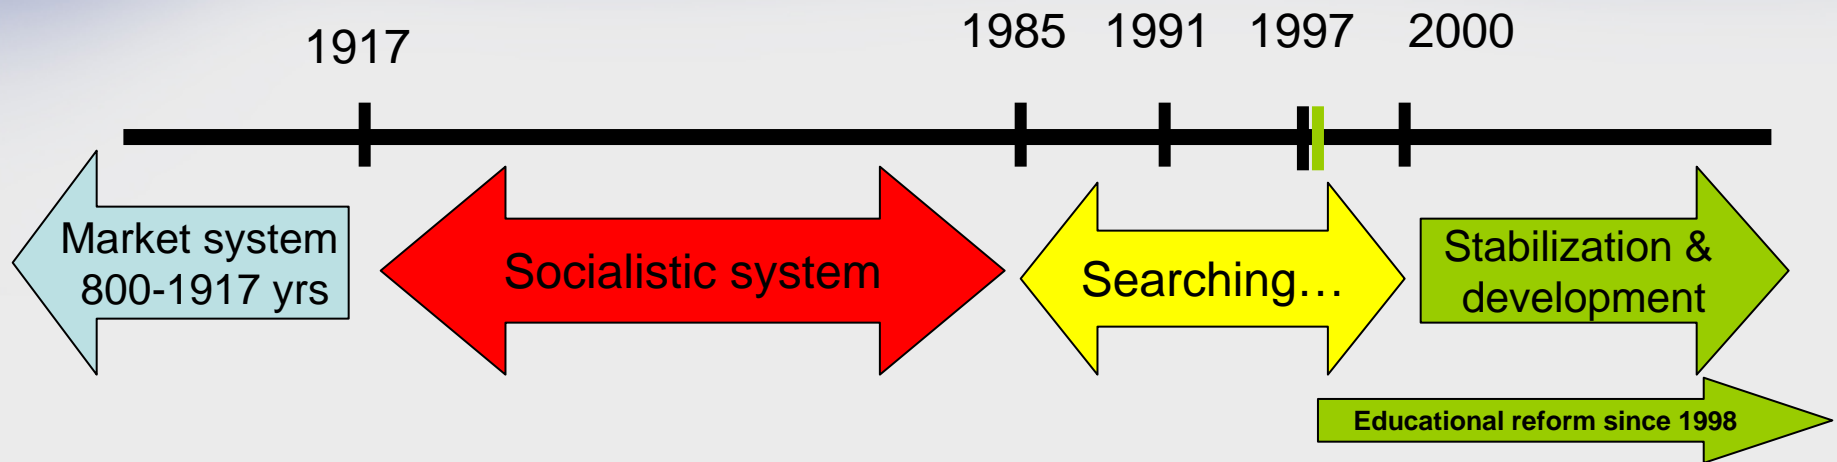 1917
1985 1991 1997 2000
Market system
800-1917 yrs
Socialistic system
Searching…
Stabilization &
development
Educational reform since 1998